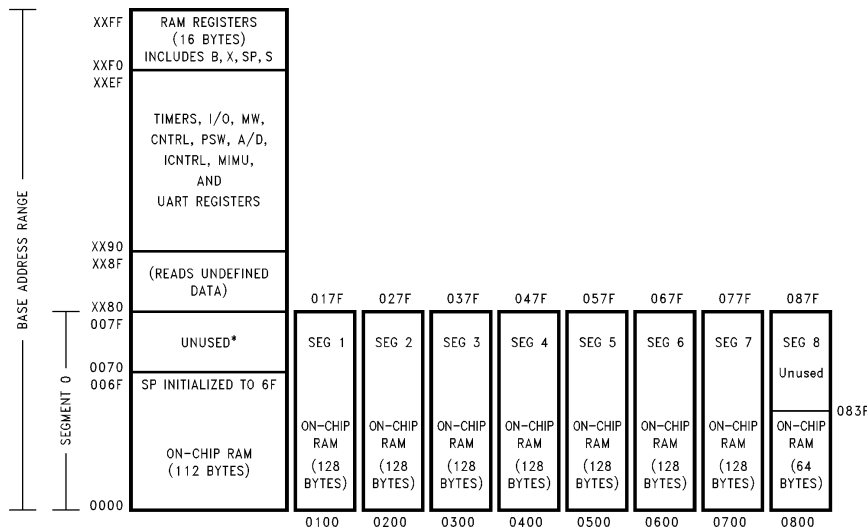 XXFF
RAM REGISTERS
(16 BYTES)
INCLUDES B, X, SP, S
XXF0
XXEF
TIMERS, I/O, MW,
CNTRL, PSW, A/D,
ICNTRL, MIMU,
AND
UART REGISTERS
BASE ADDRESS RANGE
XX90
XX8F
(READS UNDEFINED
DATA)
XX80
007F
UNUSED*
0070
006F
SP INITIALIZED TO 6F
SEGMENT 0
ON-CHIP RAM
(112 BYTES)
0000
017F
SEG 1
ON-CHIP
RAM
(128
BYTES)
0100
027F
SEG 2
ON-CHIP
RAM
(128
BYTES)
0200
037F
SEG 3
ON-CHIP
RAM
(128
BYTES)
0300
047F
SEG 4
ON-CHIP
RAM
(128
BYTES)
0400
057F
SEG 5
ON-CHIP
RAM
(128
BYTES)
0500
067F
SEG 6
ON-CHIP
RAM
(128
BYTES)
0600
077F
SEG 7
ON-CHIP
RAM
(128
BYTES)
0700
087F
SEG 8
Unused
083F
ON-CHIP
RAM
(64
BYTES)
0800